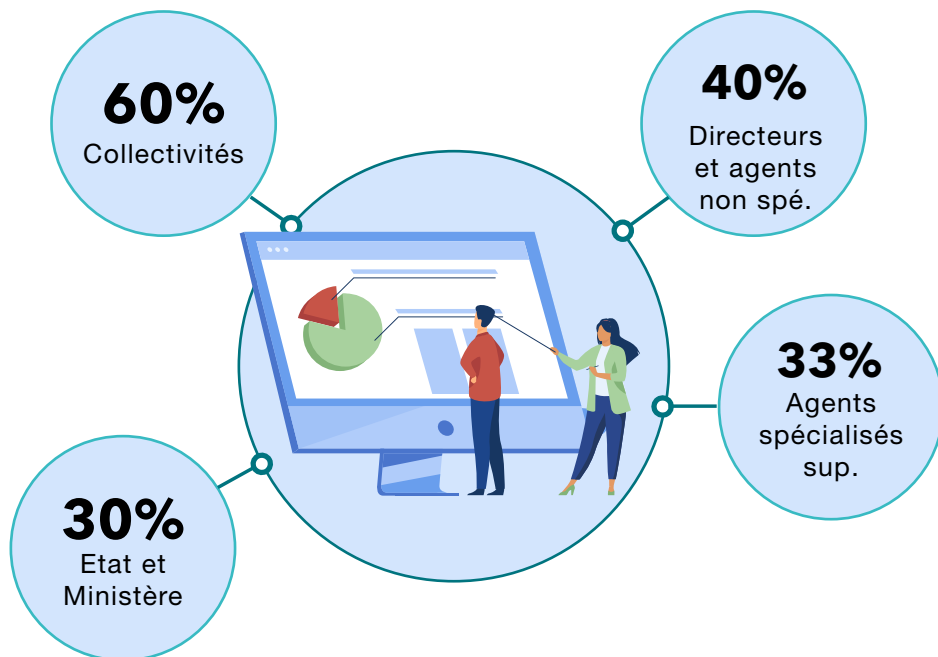 60%
Collectivités
40%
Directeurs
et agents
non spé.
33%
Agents
spécialisés
sup.
30%
Etat et
Ministère